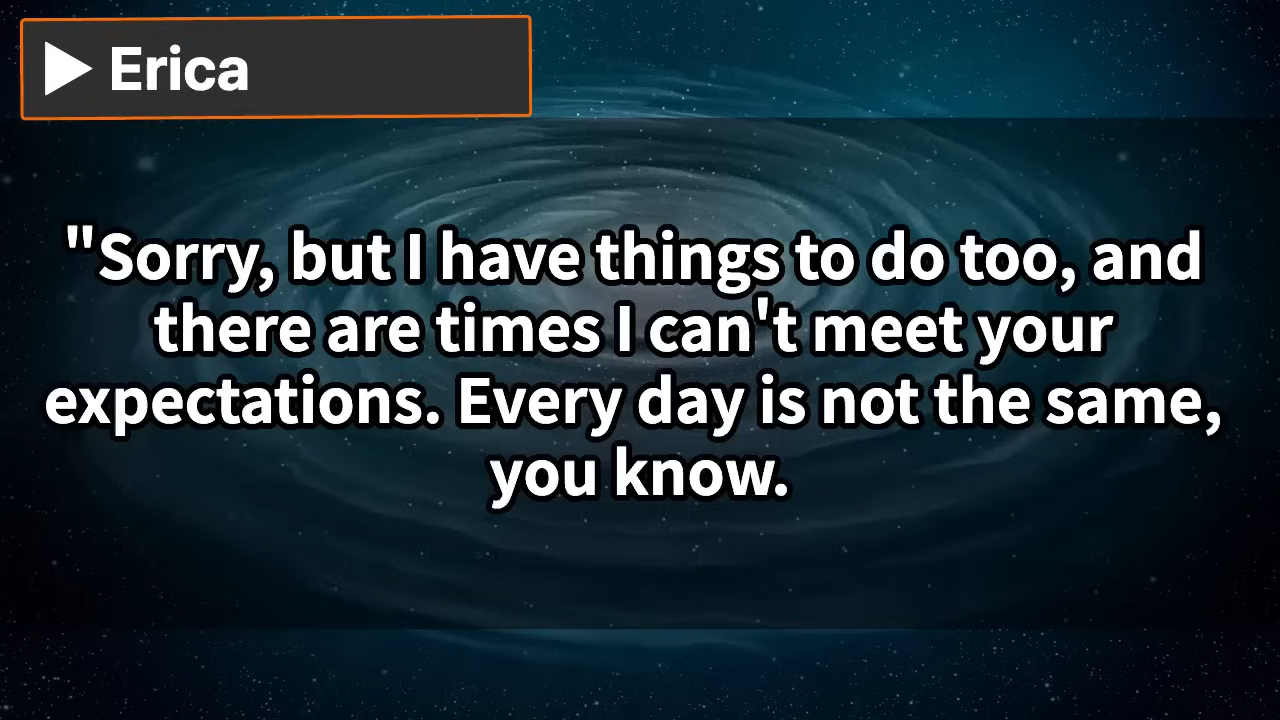 Erica
"Sorry, but I have things to do too, and
there are times I can't meet your
expectations. Every day is not the same,
you know.